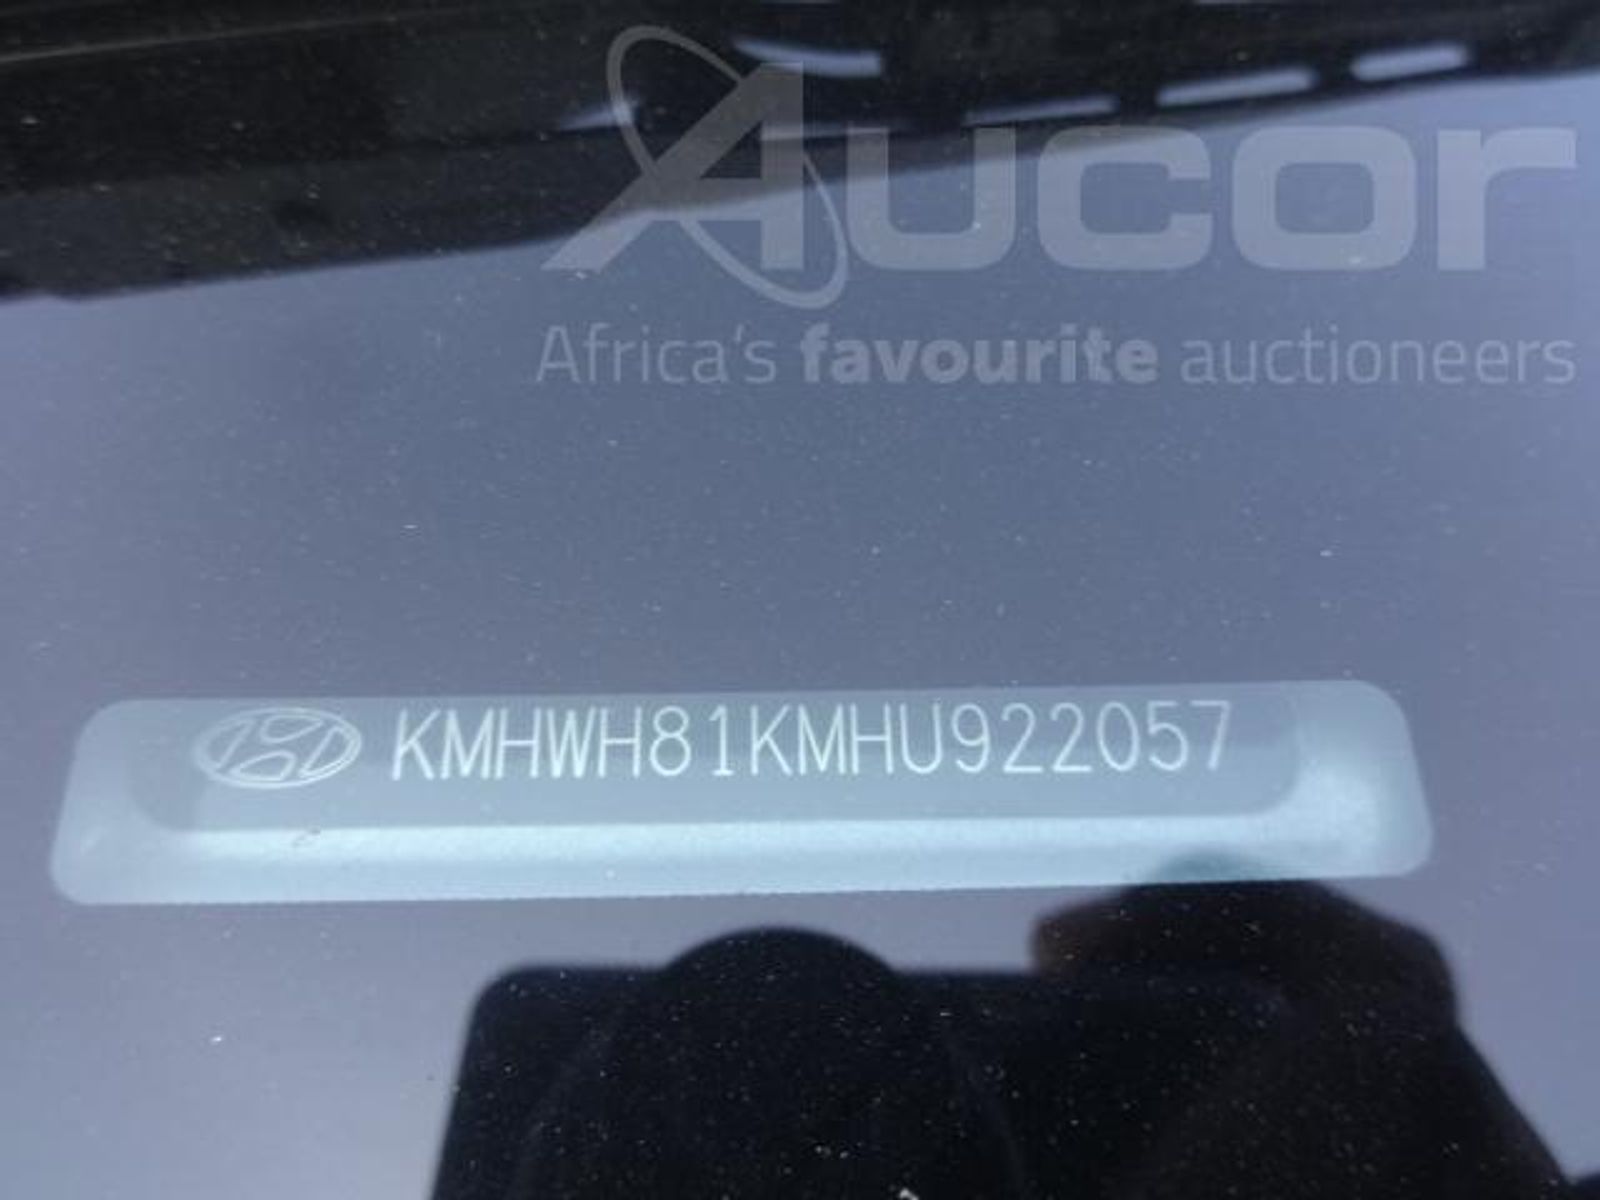 Aucor
Africa's favourite auctioneers
KMHWH81KMHU922057